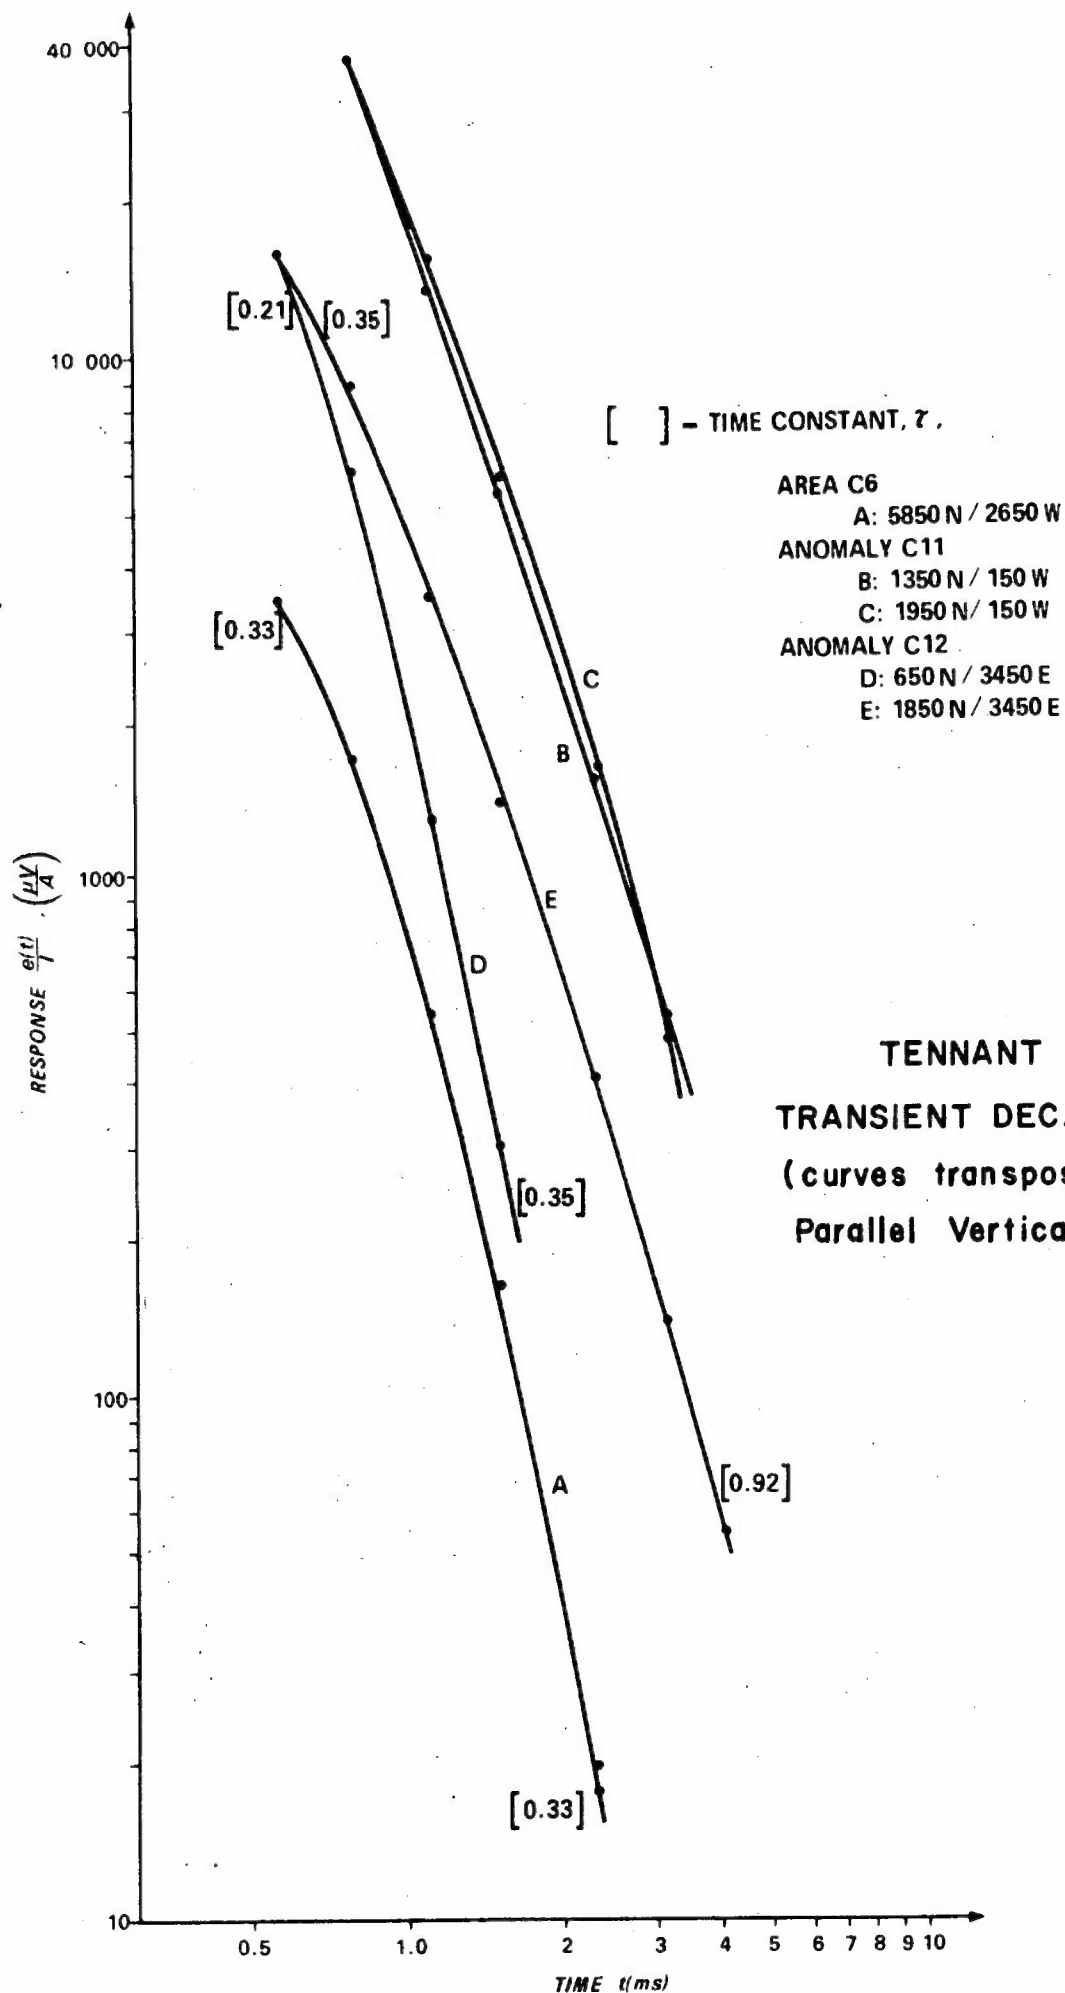 40 000
10 000
1000
100
10
RESPONSE e(t)/I . (μV/A)
[0.21]
[0.35]
[0.33]
[ ] – TIME CONSTANT, τ ,
AREA C6
A: 5850 N / 2650 W
ANOMALY C11
B: 1350 N / 150 W
C: 1950 N / 150 W
ANOMALY C12
D: 650 N / 3450 E
E: 1850 N / 3450 E
C
B
E
D
TENNANT
TRANSIENT DEC
(curves transpos
Parallel Vertica
[0.35]
A
[0.92]
[0.33]
0.5 1.0 2 3 4 5 6 7 8 9 10
TIME t(ms)